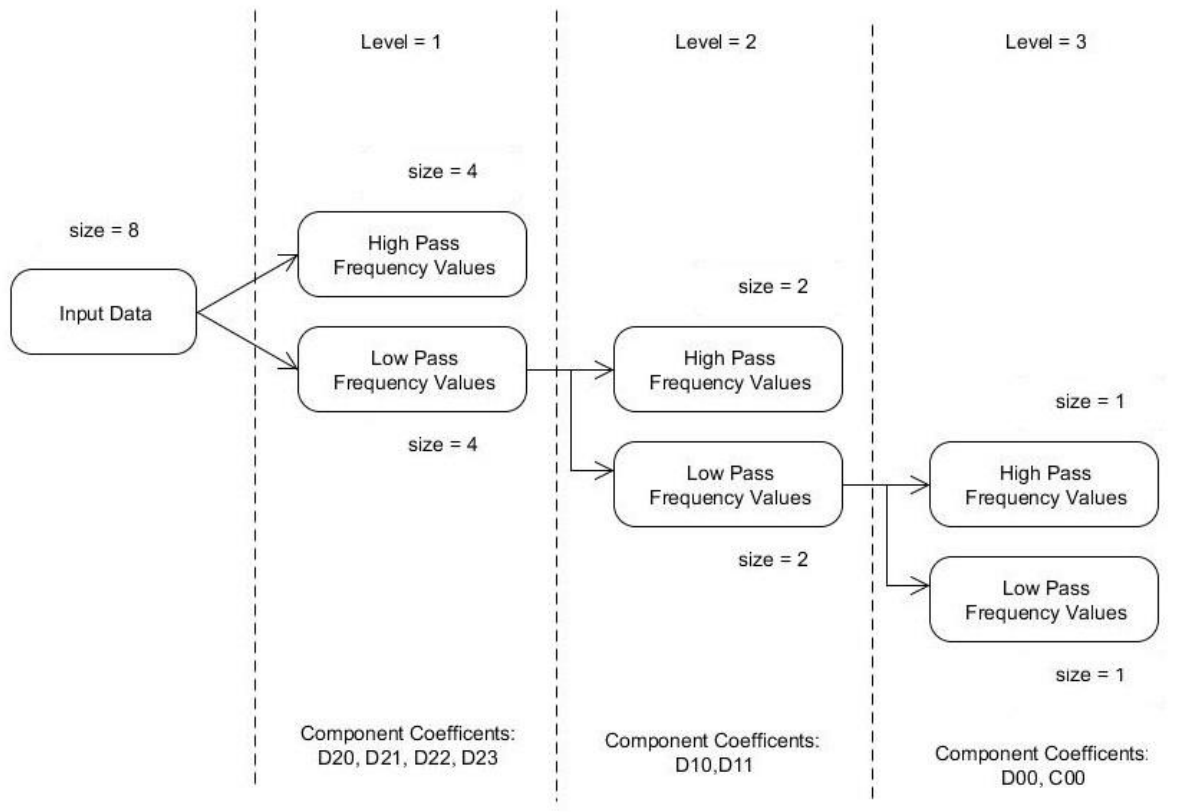 Level = 1
Level = 2
Level = 3
size = 4
size = 8
High Pass
Frequency Values
Input Data
size = 2
Low Pass
Frequency Values
High Pass
Frequency Values
size = 4
size = 1
Low Pass
Frequency Values
High Pass
Frequency Values
size = 2
Low Pass
Frequency Values
size = 1
Component Coefficents:
D20, D21, D22, D23
Component Coefficents:
D10,D11
Component Coefficents:
D00, C00